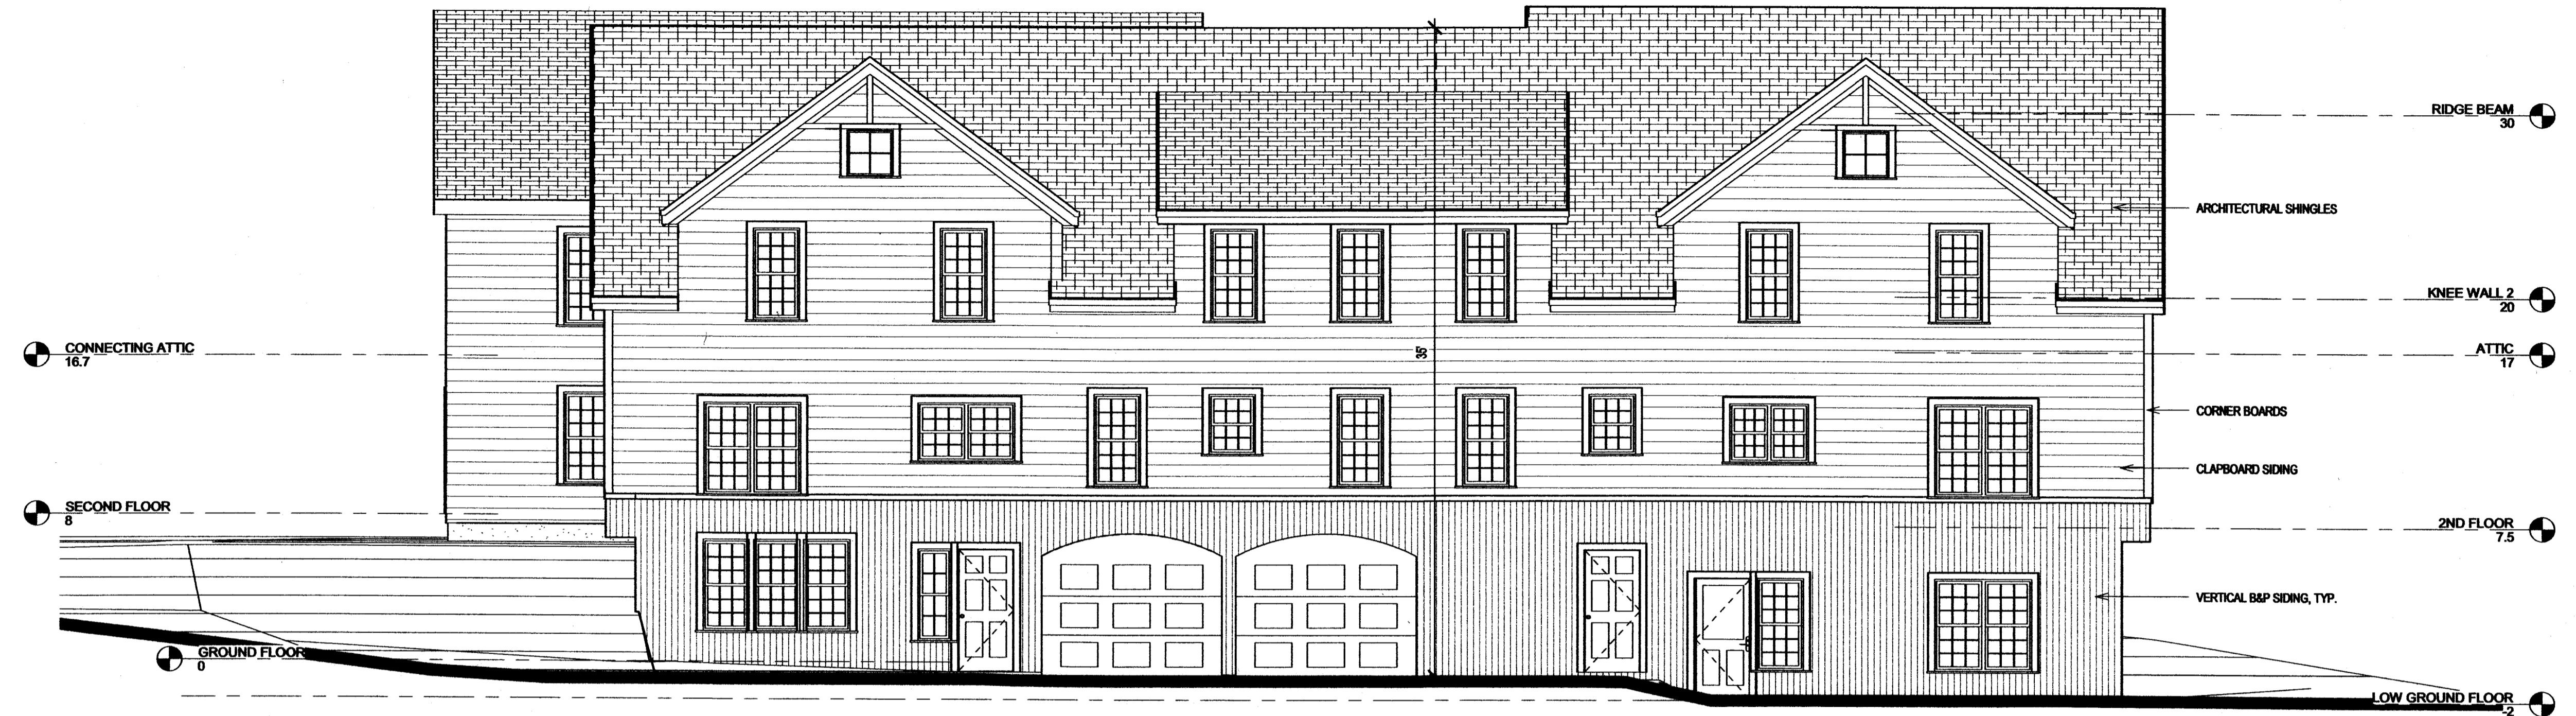 RIDGE BEAM
30
ARCHITECTURAL SHINGLES
KNEE WALL 2
20
CONNECTING ATTIC
16.7
35'
ATTIC
17
CORNER BOARDS
CLAPBOARD SIDING
SECOND FLOOR
8
2ND FLOOR
7.5
VERTICAL B&P SIDING, TYP.
GROUND FLOOR
0
LOW GROUND FLOOR
-2